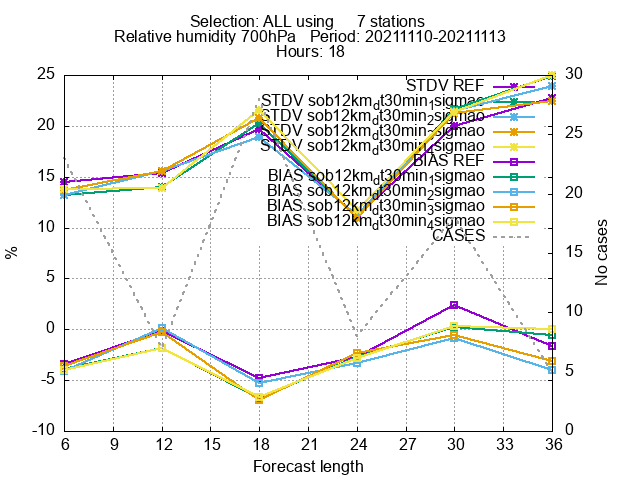 Selection: ALL using 7 stations
Relative humidity 700hPa Period: 20211110-20211113
Hours: 18
25
20
15
10
5
0
-5
-10
%
30
25
20
15
10
5
0
No cases
STDV REF
STDV sob12km_dt30min_1sigmao
STDV sob12km_dt30min_2sigmao
STDV sob12km_dt30min_3sigmao
STDV sob12km_dt30min_4sigmao
BIAS REF
BIAS sob12km_dt30min_1sigmao
BIAS sob12km_dt30min_2sigmao
BIAS sob12km_dt30min_3sigmao
BIAS sob12km_dt30min_4sigmao
CASES
6 9 12 15 18 21 24 27 30 33 36
Forecast length